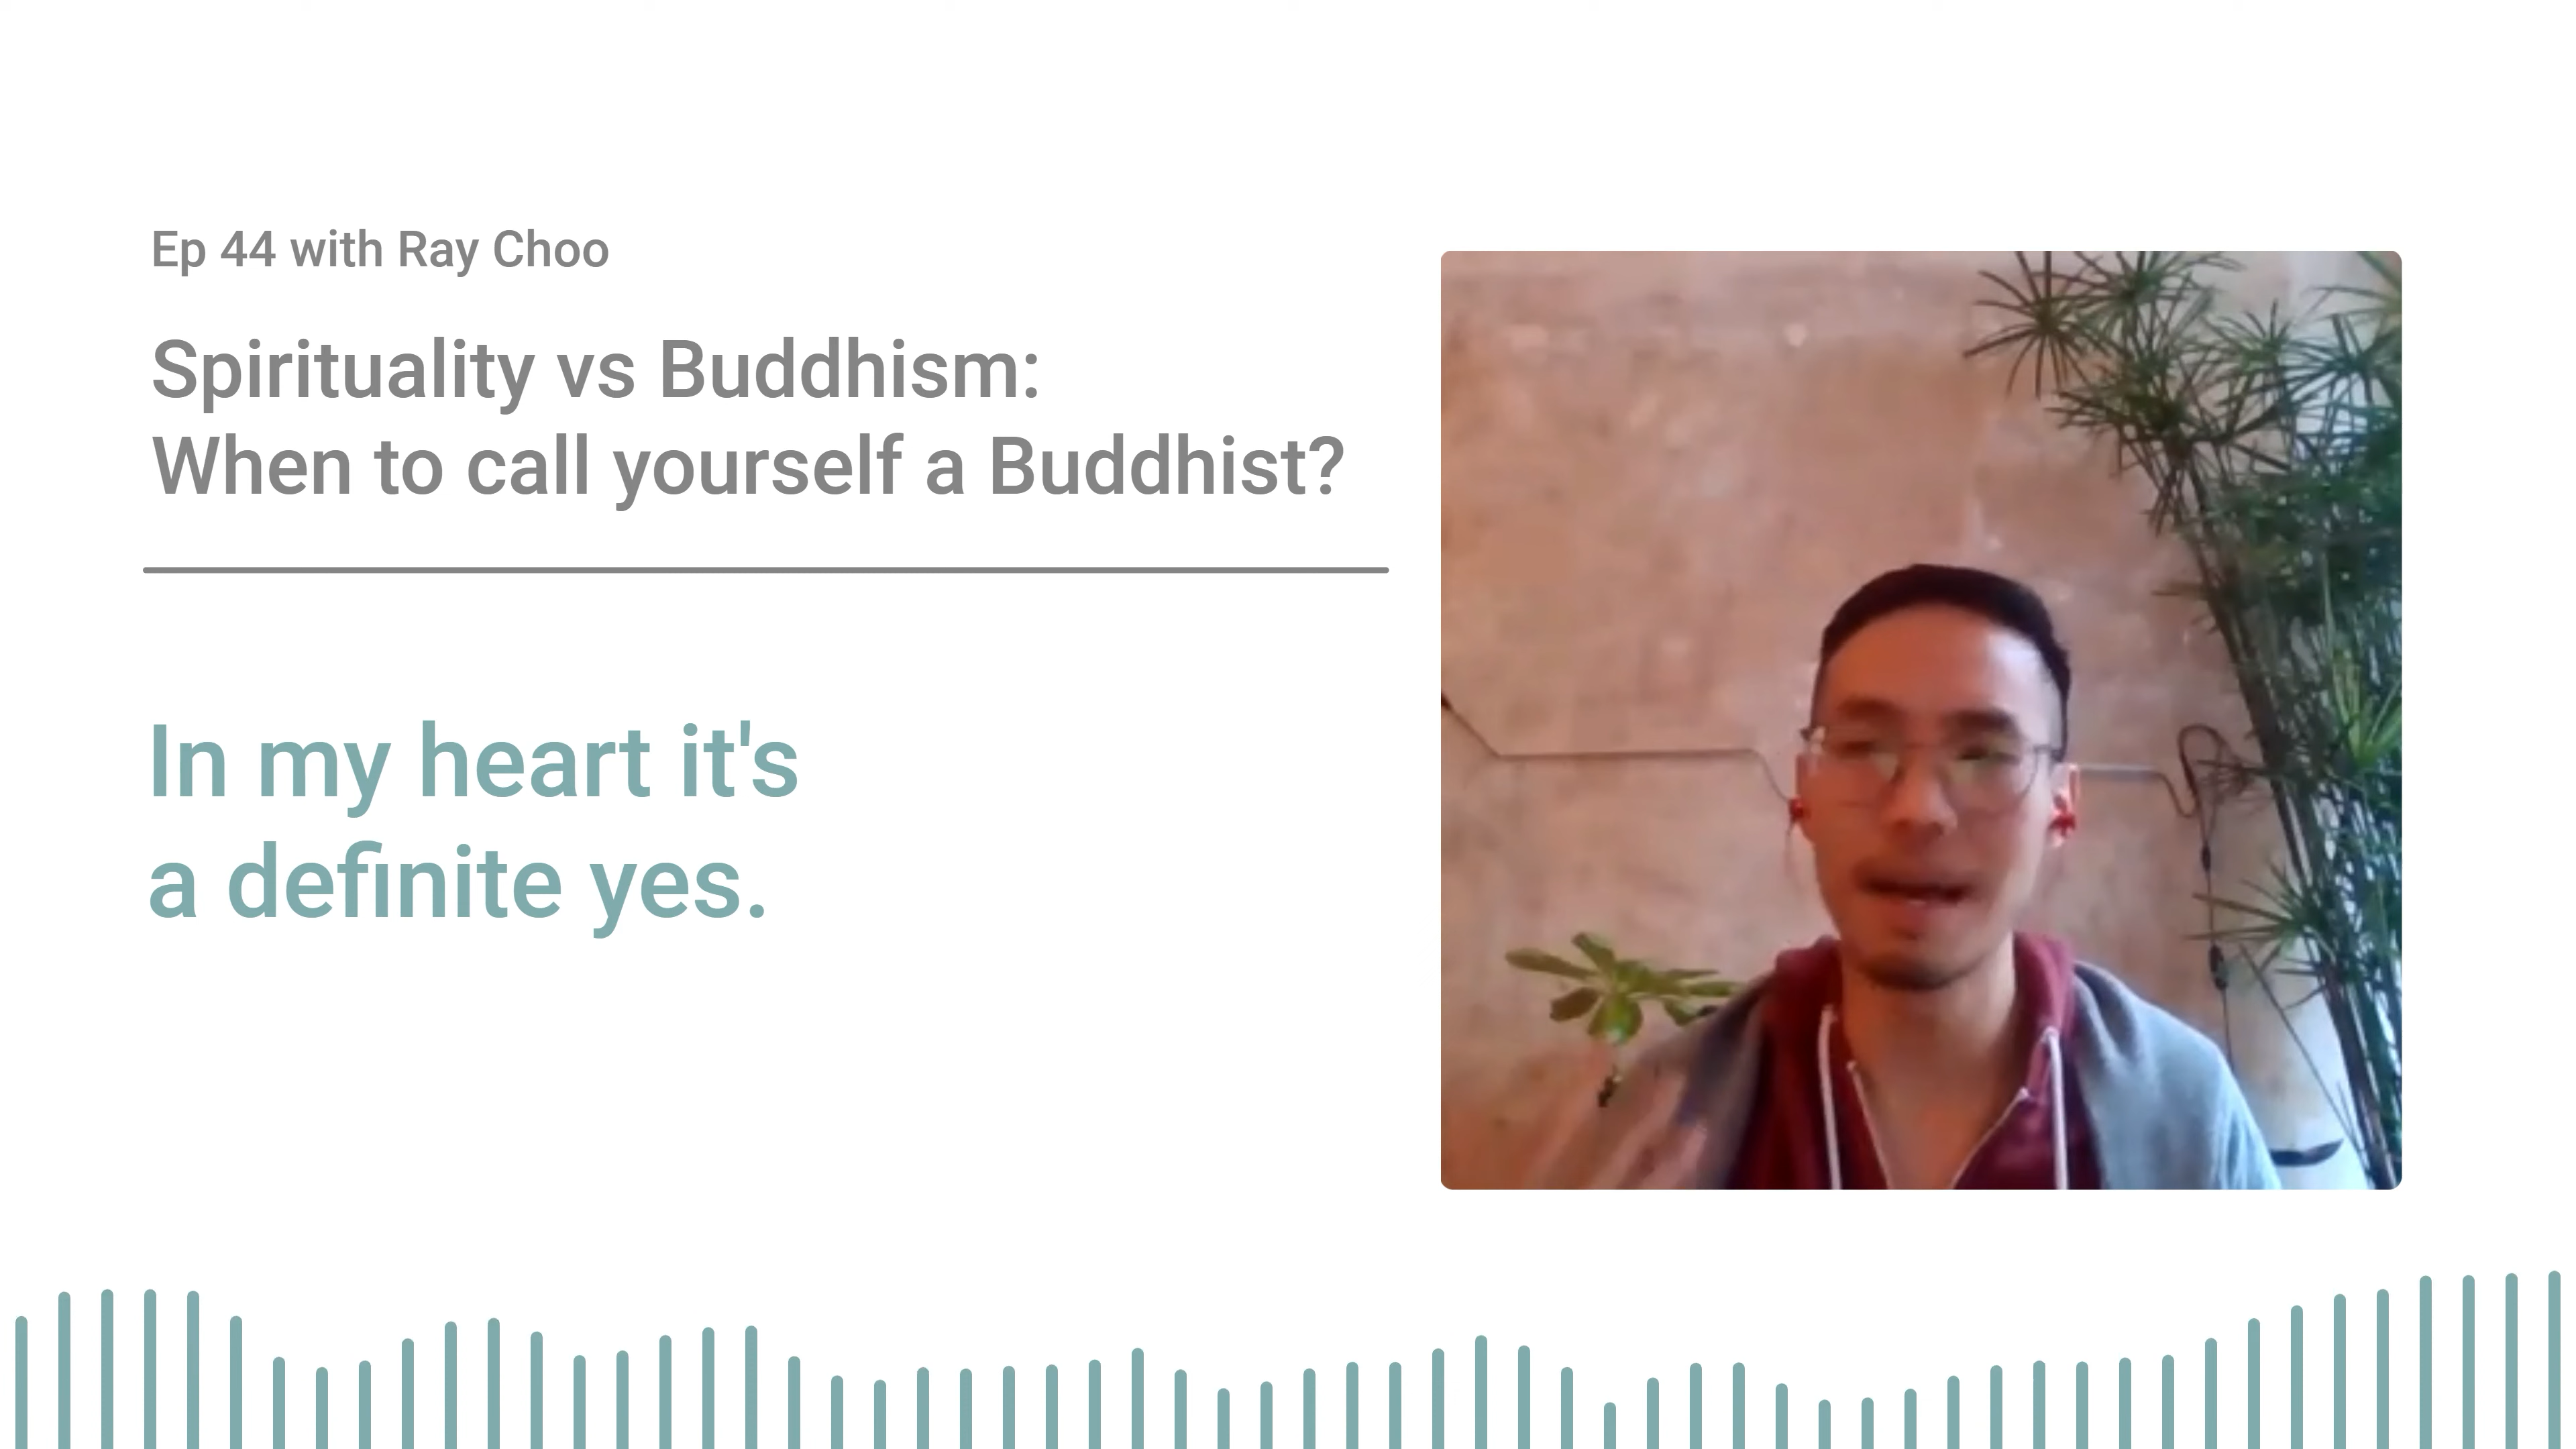 Ep 44 with Ray Choo
Spirituality vs Buddhism:
When to call yourself a Buddhist?
In my heart it's
a definite yes.